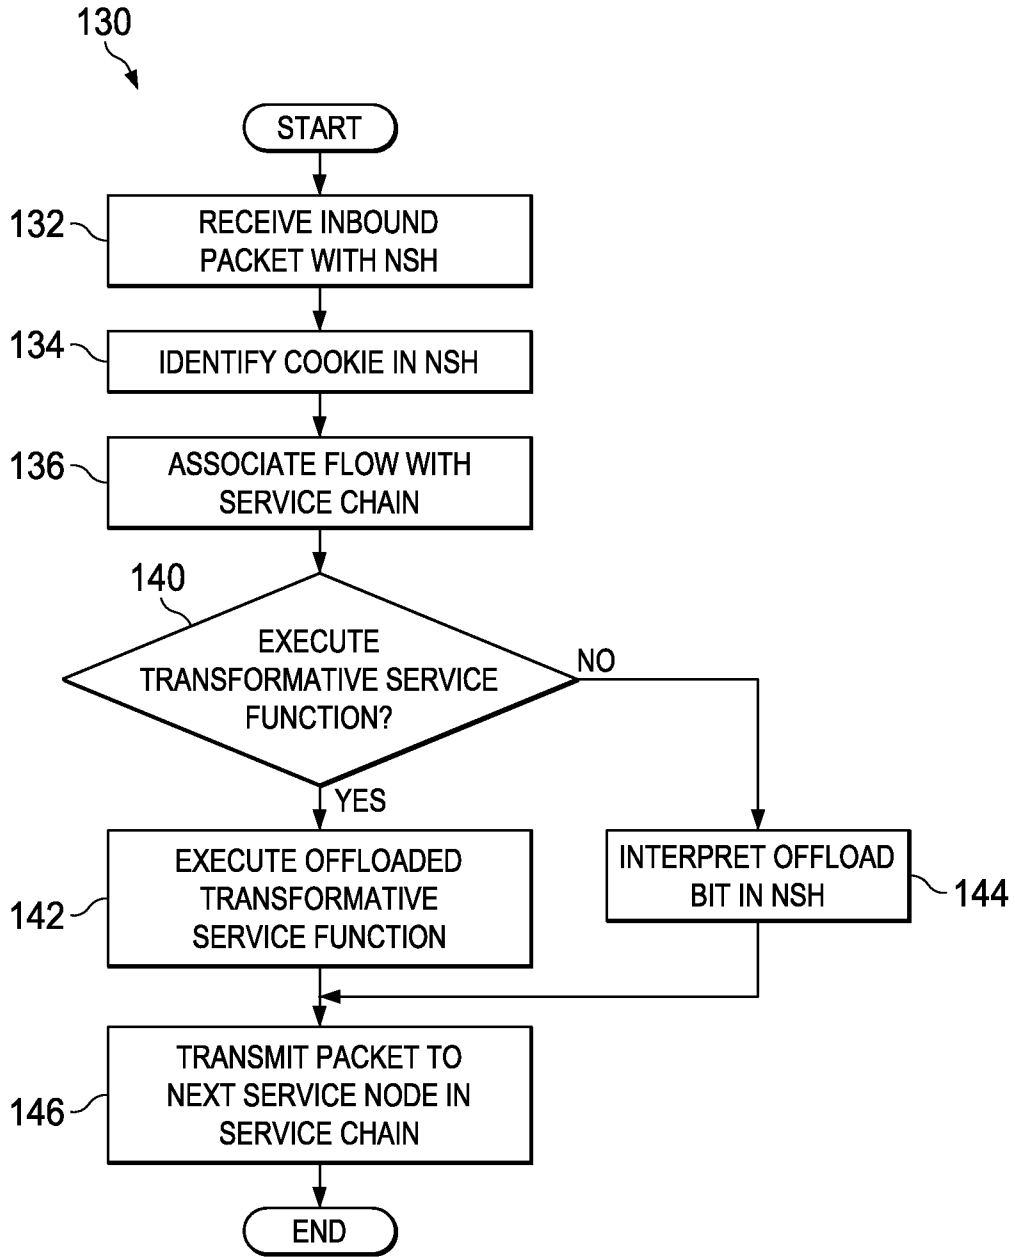 130
START
132
RECEIVE INBOUND
PACKET WITH NSH
134
IDENTIFY COOKIE IN NSH
136
ASSOCIATE FLOW WITH
SERVICE CHAIN
140
EXECUTE
TRANSFORMATIVE SERVICE
FUNCTION?
NO
YES
142
EXECUTE OFFLOADED
TRANSFORMATIVE
SERVICE FUNCTION
INTERPRET OFFLOAD
BIT IN NSH
144
146
TRANSMIT PACKET TO
NEXT SERVICE NODE IN
SERVICE CHAIN
END